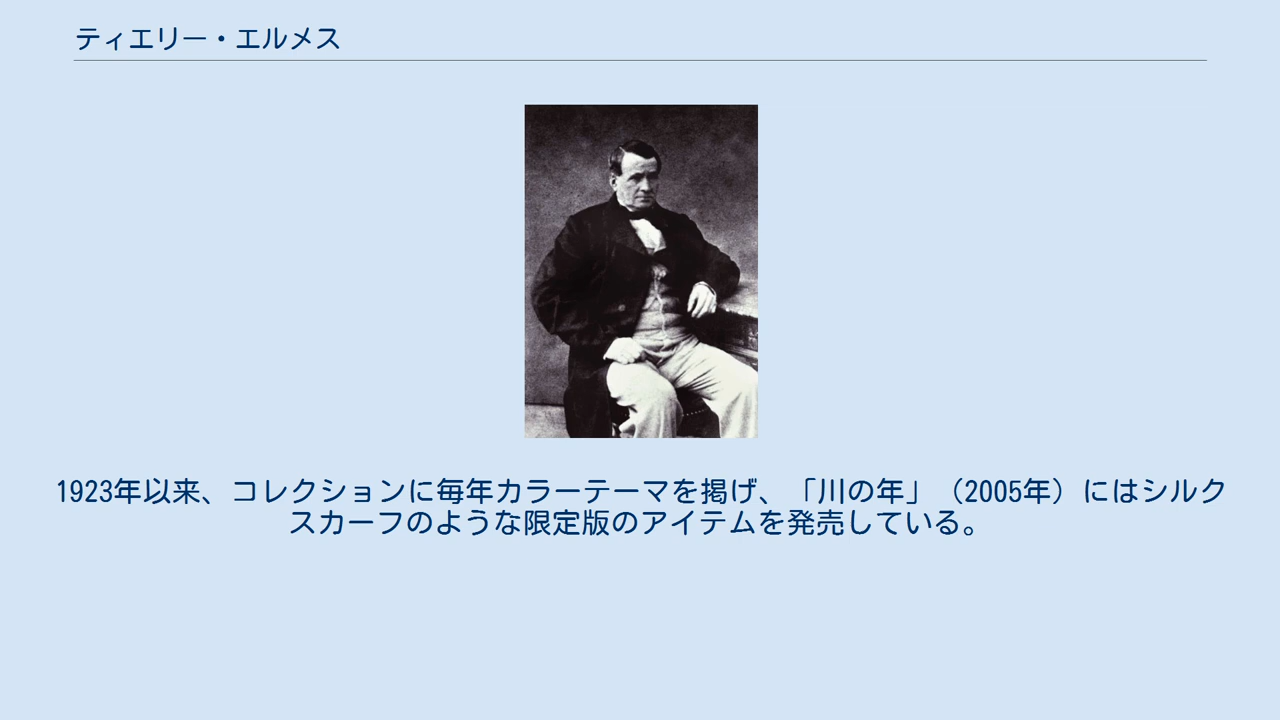 ティエリー・エルメス
1923年以来、コレクションに毎年カラーテーマを掲げ、「川の年」（2005年）にはシルク
スカーフのような限定版のアイテムを発売している。